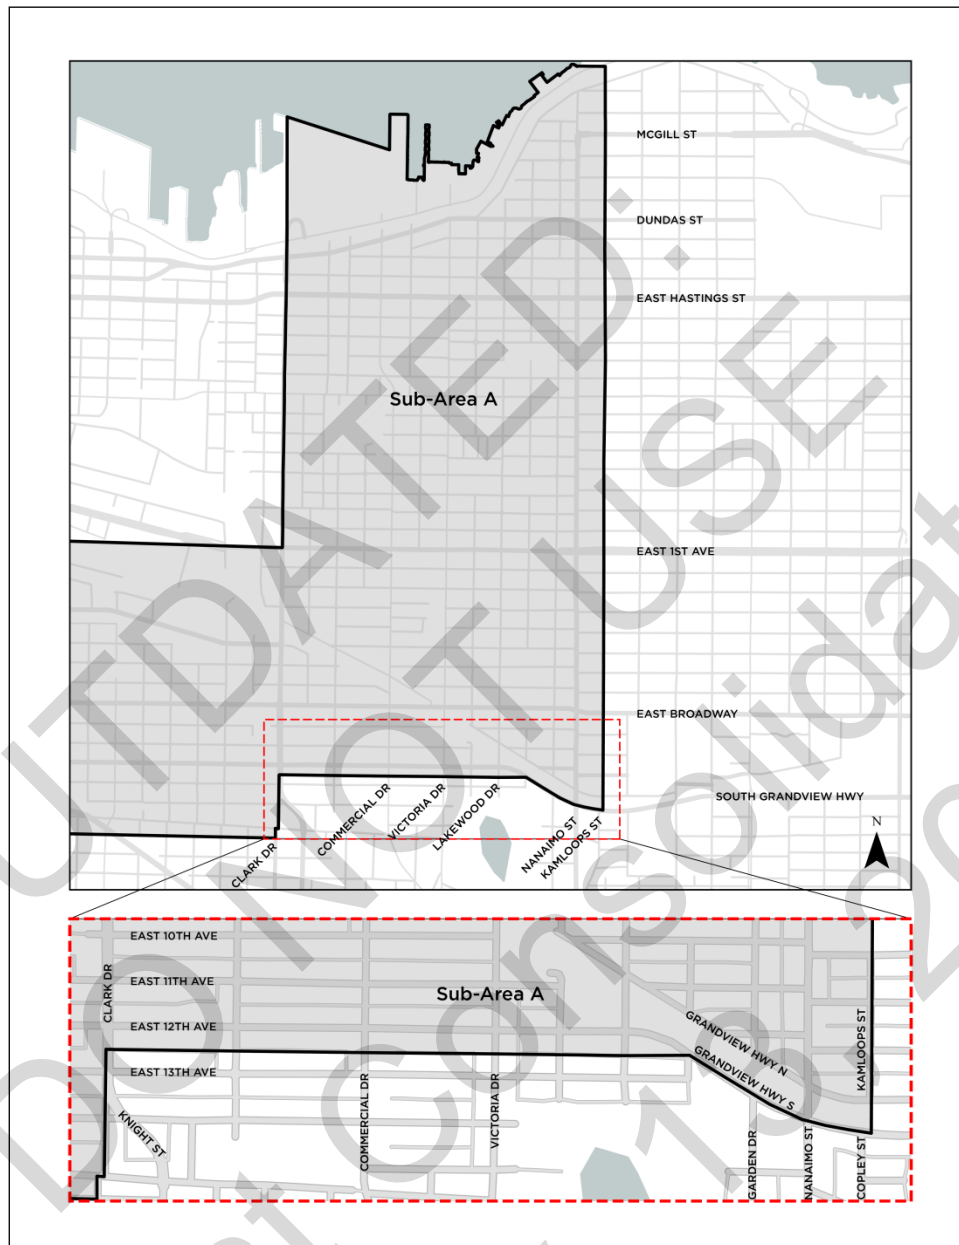 MCGILL ST
DUNDAS ST
EAST HASTINGS ST
Sub-Area A
EAST 1ST AVE
EAST BROADWAY
SOUTH GRANDVIEW HWY
COMMERCIAL DR
VICTORIA DR
LAKEWOOD DR
NANAIMO ST
KAMLOOPS ST
CLARK DR
N
EAST 10TH AVE
CLARK DR
EAST 11TH AVE
Sub-Area A
EAST 12TH AVE
GRANDVIEW HWY N
GRANDVIEW HWY S
KAMLOOPS ST
EAST 13TH AVE
KNIGHT ST
COMMERCIAL DR
VICTORIA DR
GARDEN DR
NANAIMO ST
COPLEY ST
DO NOT USE